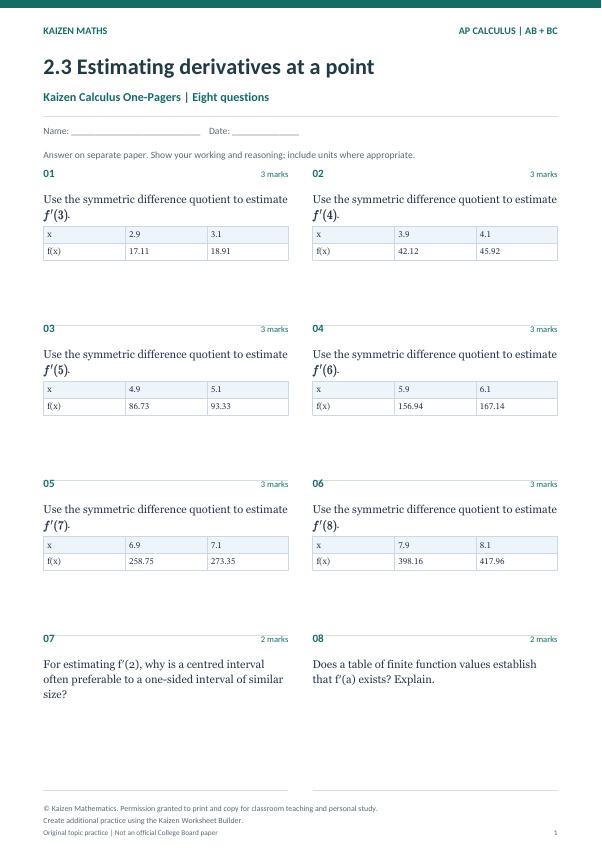 KAIZEN MATHS
AP CALCULUS | AB + BC
2.3 Estimating derivatives at a point
Kaizen Calculus One-Pagers | Eight questions
Name: ____________________________ Date: _______________
Answer on separate paper. Show your working and reasoning; include units where appropriate.
01 3 marks
Use the symmetric difference quotient to estimate
f′(3).
x 2.9 3.1
f(x) 17.11 18.91
02 3 marks
Use the symmetric difference quotient to estimate
f′(4).
x 3.9 4.1
f(x) 42.12 45.92
03 3 marks
Use the symmetric difference quotient to estimate
f′(5).
x 4.9 5.1
f(x) 86.73 93.33
04 3 marks
Use the symmetric difference quotient to estimate
f′(6).
x 5.9 6.1
f(x) 156.94 167.14
05 3 marks
Use the symmetric difference quotient to estimate
f′(7).
x 6.9 7.1
f(x) 258.75 273.35
06 3 marks
Use the symmetric difference quotient to estimate
f′(8).
x 7.9 8.1
f(x) 398.16 417.96
07 2 marks
For estimating f′(2), why is a centred interval
often preferable to a one-sided interval of similar
size?
08 2 marks
Does a table of finite function values establish
that f′(a) exists? Explain.
© Kaizen Mathematics. Permission granted to print and copy for classroom teaching and personal study.
Create additional practice using the Kaizen Worksheet Builder.
Original topic practice | Not an official College Board paper
1